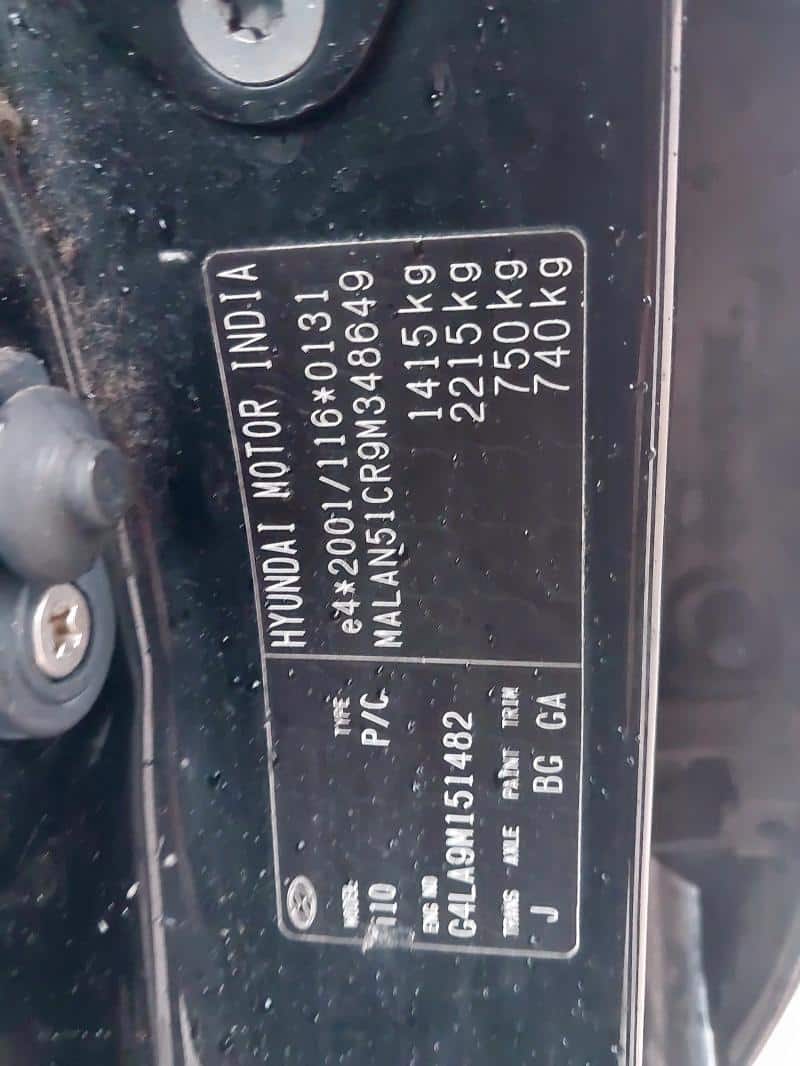 HYUNDAI MOTOR INDIA
e4*2001/116*0131
MALAN51CR9M348649
1415kg
2215kg
750kg
740kg
MODEL TYPE
P/C
ENG NO
G4LA9M151482
TRANS AXLE PAINT TRIM
J BG GA